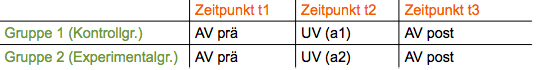 Zeitpunkt t1 Zeitpunkt t2 Zeitpunkt t3
Gruppe 1 (Kontrollgr.) AV prä UV (a1) AV post
Gruppe 2 (Experimentalgr.) AV prä UV (a2) AV post